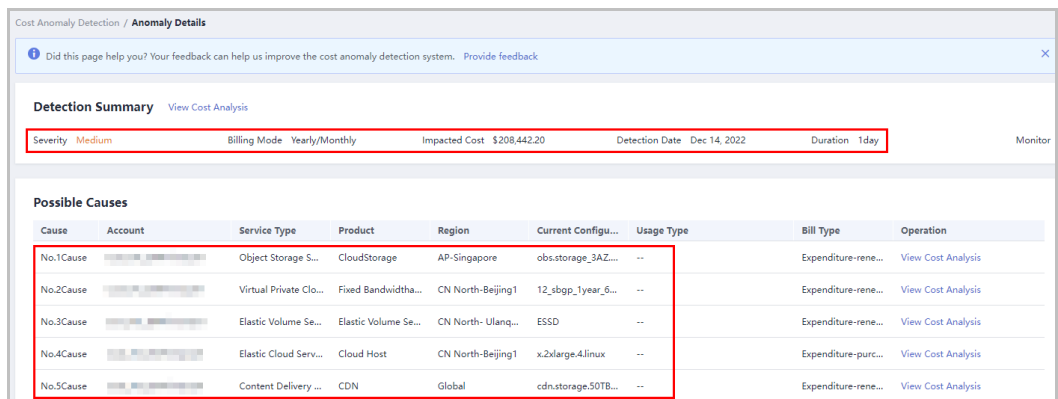 Cost Anomaly Detection / Anomaly Details
Did this page help you? Your feedback can help us improve the cost anomaly detection system. Provide feedback
Detection Summary View Cost Analysis
Severity Medium Billing Mode Yearly/Monthly Impacted Cost $208,442.20 Detection Date Dec 14, 2022 Duration 1day Monitor
Possible Causes
Cause Account Service Type Product Region Current Configu... Usage Type Bill Type Operation
No.1Cause Object Storage S... CloudStorage AP-Singapore obs.storage_3AZ.... -- Expenditure-rene... View Cost Analysis
No.2Cause Virtual Private Clo... Fixed Bandwidtha... CN North-Beijing1 12_sbgp_1year_6... -- Expenditure-rene... View Cost Analysis
No.3Cause Elastic Volume Se... Elastic Volume Se... CN North- Ulanq... ESSD -- Expenditure-rene... View Cost Analysis
No.4Cause Elastic Cloud Serv... Cloud Host CN North-Beijing1 x.2xlarge.4.linux -- Expenditure-purc... View Cost Analysis
No.5Cause Content Delivery ... CDN Global cdn.storage.50TB... -- Expenditure-rene... View Cost Analysis